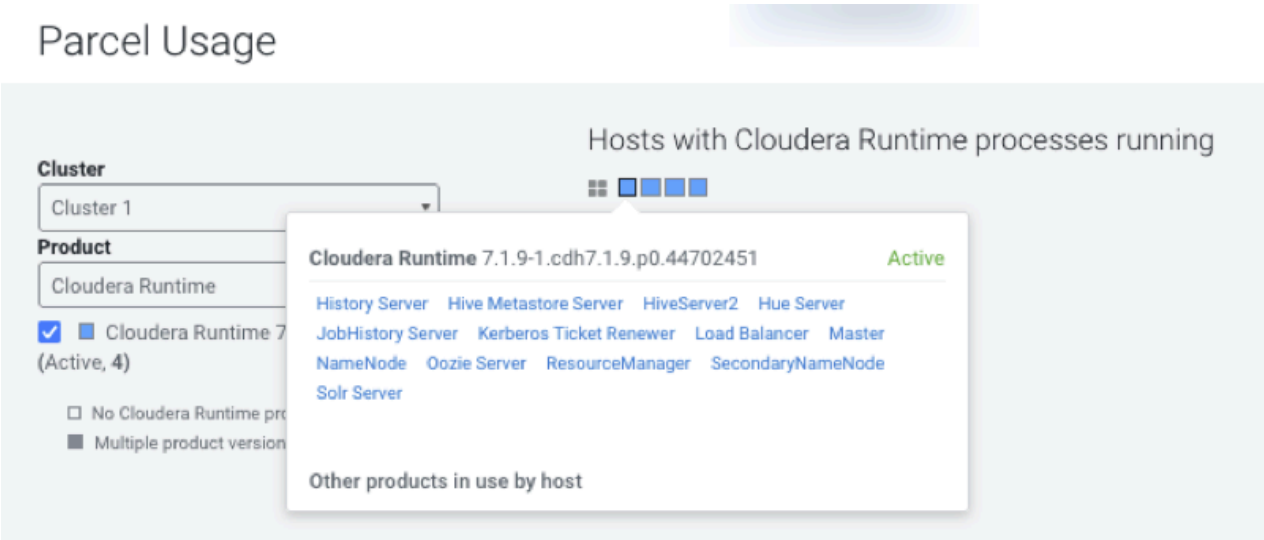 Parcel Usage
Hosts with Cloudera Runtime processes running
Cluster
Cluster 1
Product
Cloudera Runtime
Cloudera Runtime 7
(Active, 4)
No Cloudera Runtime
Multiple product version
Cloudera Runtime 7.1.9-1.cdh7.1.9.p0.44702451 Active
History Server Hive Metastore Server HiveServer2 Hue Server
JobHistory Server Kerberos Ticket Renewer Load Balancer Master
NameNode Oozie Server ResourceManager SecondaryNameNode
Solr Server
Other products in use by host